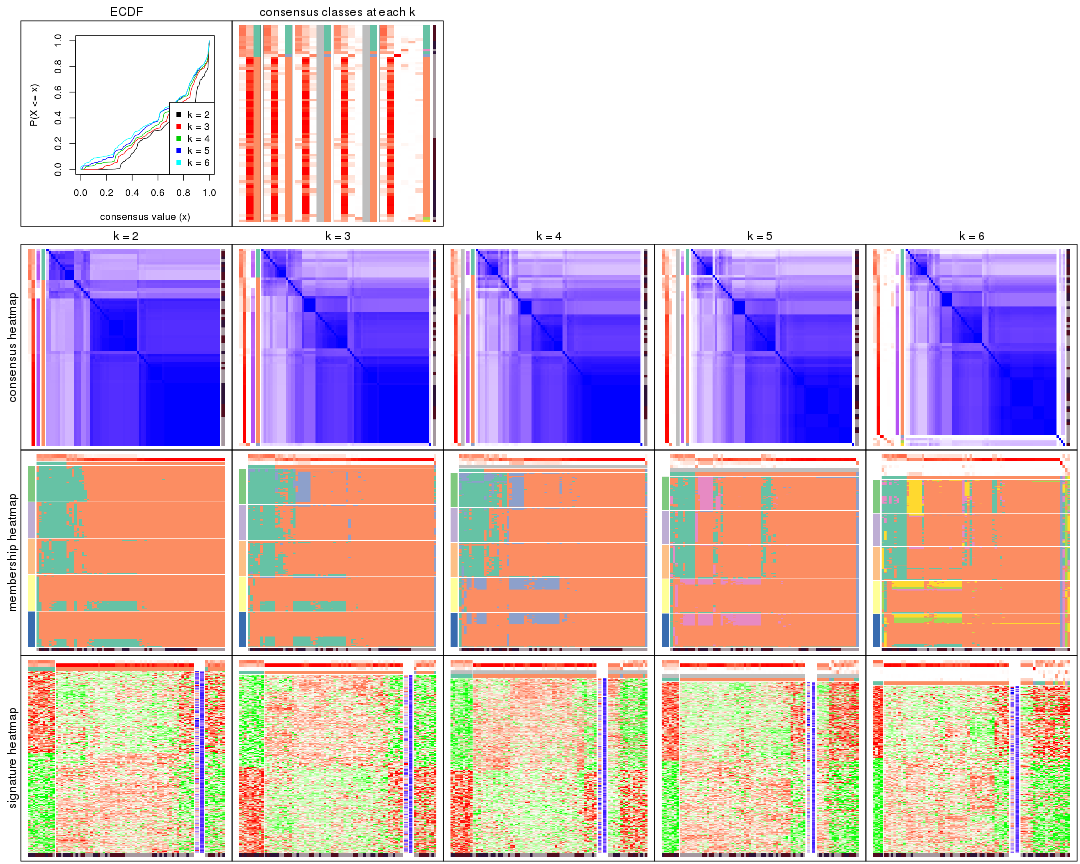 ECDF
consensus classes at each k
P(X <= x)
1.0
0.8
0.6
0.4
0.2
0.0
k = 2
k = 3
k = 4
k = 5
k = 6
0.0 0.2 0.4 0.6 0.8 1.0
consensus value (x)
k = 2 k = 3 k = 4 k = 5 k = 6
consensus heatmap
membership heatmap
signature heatmap